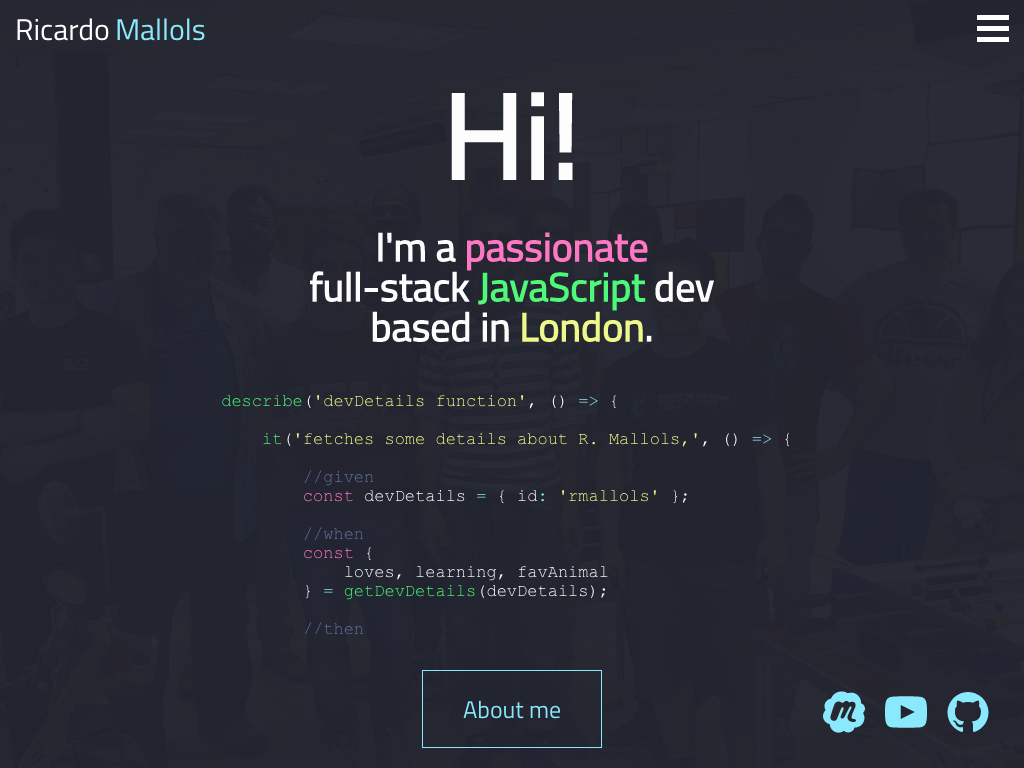 Ricardo Mallols
Hi!
I'm a passionate
full-stack JavaScript dev
based in London.
describe('devDetails function', () => {
it('fetches some details about R. Mallols,', () => {
//given
const devDetails = { id: 'rmallols' };
//when
const {
loves, learning, favAnimal
} = getDevDetails(devDetails);
//then
About me